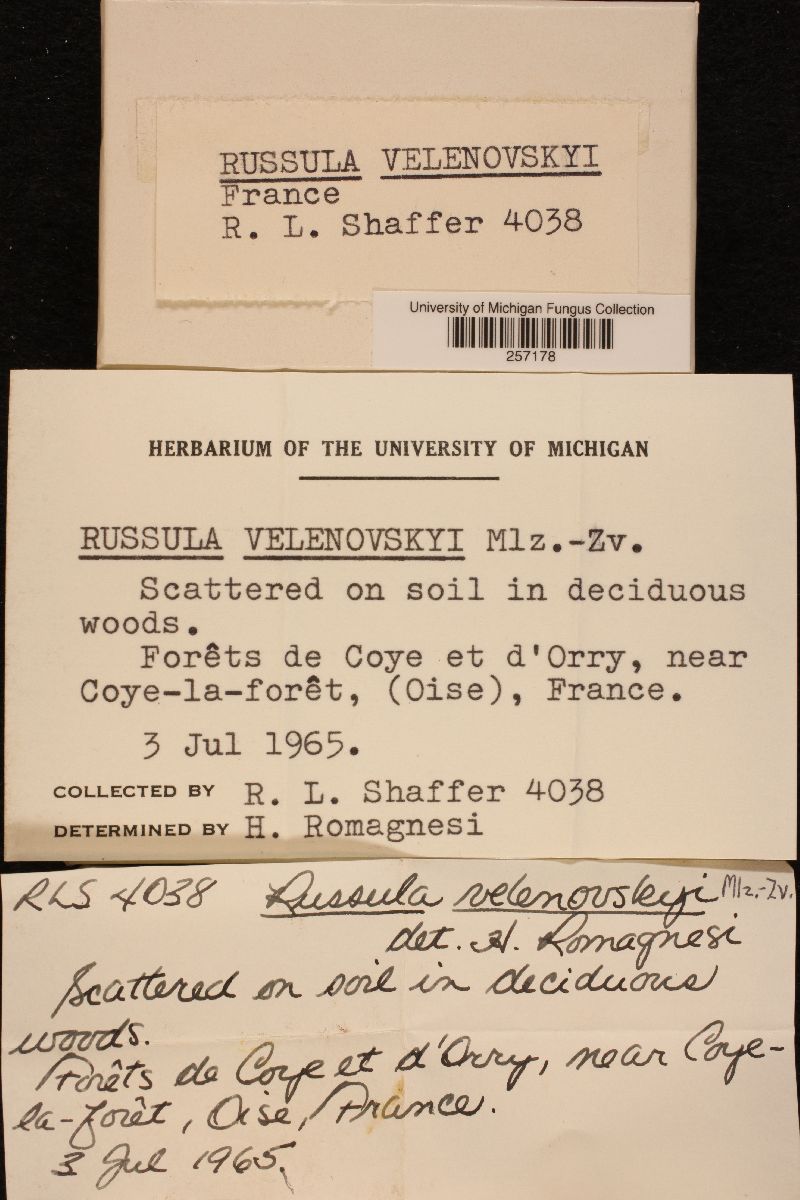 RUSSULA VELENOVSKYI
France
R. L. Shaffer 4038
University of Michigan Fungus Collection
257178
HERBARIUM OF THE UNIVERSITY OF MICHIGAN
RUSSULA VELENOVSKYI Mlz.-Zv.
Scattered on soil in deciduous
woods.
Forêts de Coye et d'Orry, near
Coye-la-forêt, (Oise), France.
3 Jul 1965.
COLLECTED BY R. L. Shaffer 4038
DETERMINED BY H. Romagnesi
RLS 4038 Russula velenovskyi Mlz.-Zv.
det. H. Romagnesi
Scattered on soil in deciduous
woods.
Forêts de Coye et d'Orry, near Coye-
la-forêt, Oise, France.
3 Jul 1965.